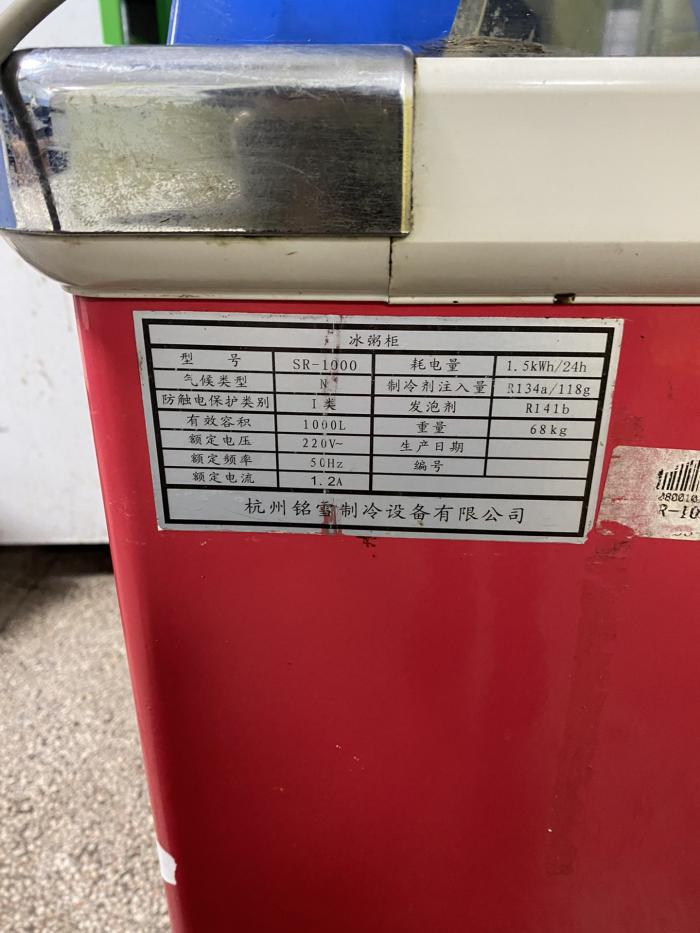 冰粥柜
型 号 SR-1000 耗电量 1.5kWh/24h
气候类型 N 制冷剂注入量 R134a/118g
防触电保护类别 I 类 发泡剂 R141b
有效容积 1000L 重量 68kg
额定电压 220V~ 生产日期
额定频率 50Hz 编号
额定电流 1.2A
杭州铭雪制冷设备有限公司
R-10